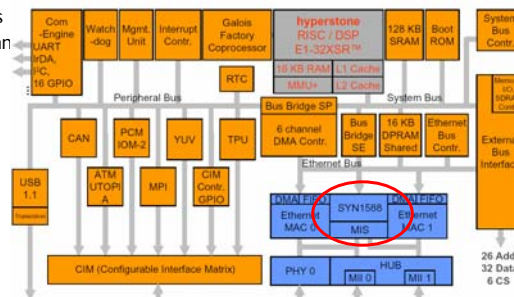 s
an
Com
-Engine
UART
IrDA,
I²C,
16 GPIO
Watch
-dog
Mgmt.
Unit
Interrupt
Contr.
Galois
Factory
Coprocessor
hyperstone
RISC / DSP
E1-32XSR™
16 KB RAM
L1 Cache
MMU+
L2 Cache
128 KB
SRAM
Boot
ROM
System
Bus
Contr.
RTC
Peripheral Bus
System Bus
Bus Bridge SP
6 channel
DMA Contr.
Bus
Bridge
SE
16 KB
DPRAM
Shared
Ethernet
Bus
Contr.
External
Bus
Interface
CAN
PCM
IOM-2
YUV
TPU
ATM
UTOPI
A
MPI
CIM
Contr.
GPIO
USB
1.1
Ethernet Bus
DMA
FIFO
Ethernet
MAC 0
SYN1588
MIS
DMA
FIFO
Ethernet
MAC 1
CIM (Configurable Interface Matrix)
PHY 0
HUB
MII 0
MII 1
26 Add
32 Data
6 CS